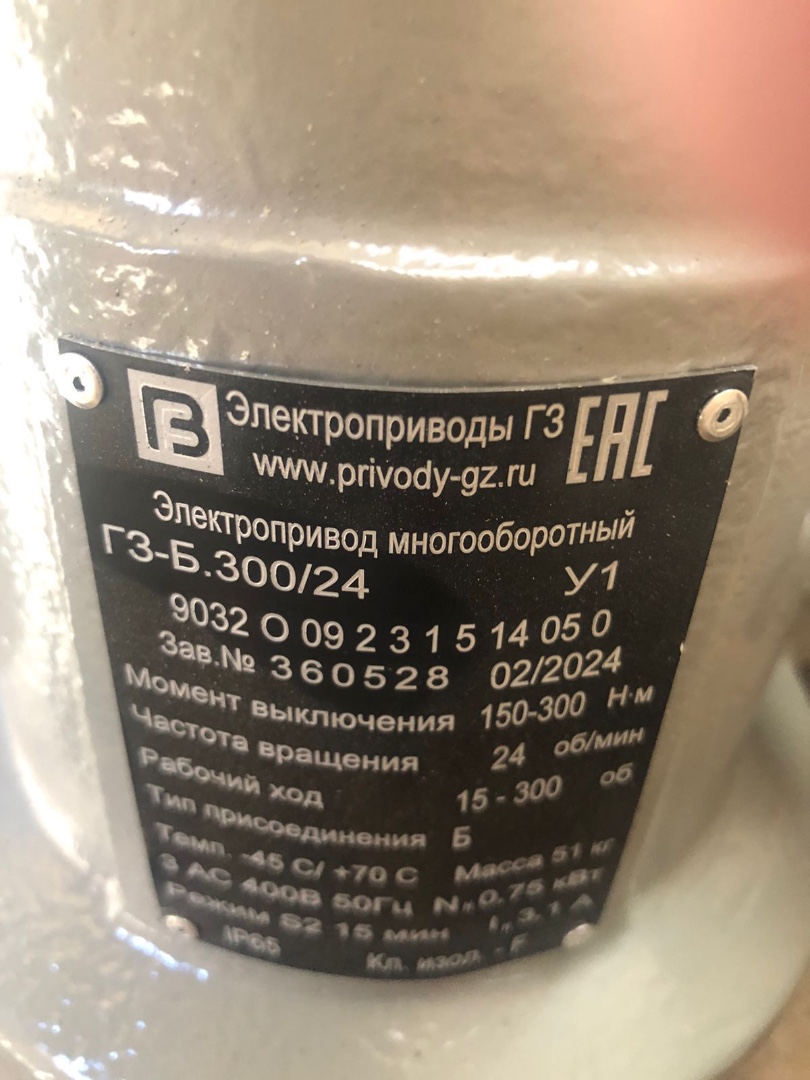 Электроприводы ГЗ
www.privody-gz.ru
EAC
Электропривод многооборотный
ГЗ-Б.300/24 У1
9032 О 09 2 3 1 5 14 05 0
Зав.№ 360528 02/2024
Момент выключения 150-300 Н·м
Частота вращения 24 об/мин
Рабочий ход 15 - 300 об
Тип присоединения Б
Темп. -45 С/ +70 С Масса 51 кг
3 АС 400В 50Гц Nн 0.75 кВт
Режим S2 15 мин Iн 3.1 А
IP65 Кл. изол. - F